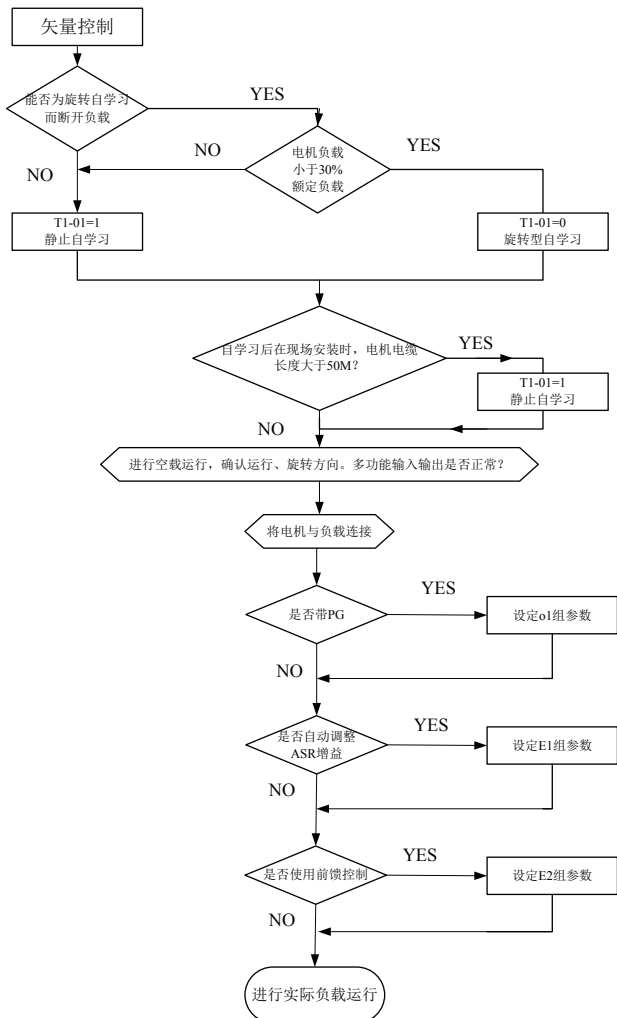 矢量控制
能否为旋转自学习
而断开负载
YES
NO
电机负载
小于30%
额定负载
YES
NO
T1-01=1
静止自学习
T1-01=0
旋转型自学习
自学习后在现场安装时，电机电缆
长度大于50M？
YES
T1-01=1
静止自学习
NO
进行空载运行，确认运行、旋转方向。多功能输入输出是否正常？
将电机与负载连接
是否带PG
YES
设定o1组参数
NO
是否自动调整
ASR增益
YES
设定E1组参数
NO
是否使用前馈控制
YES
设定E2组参数
NO
进行实际负载运行